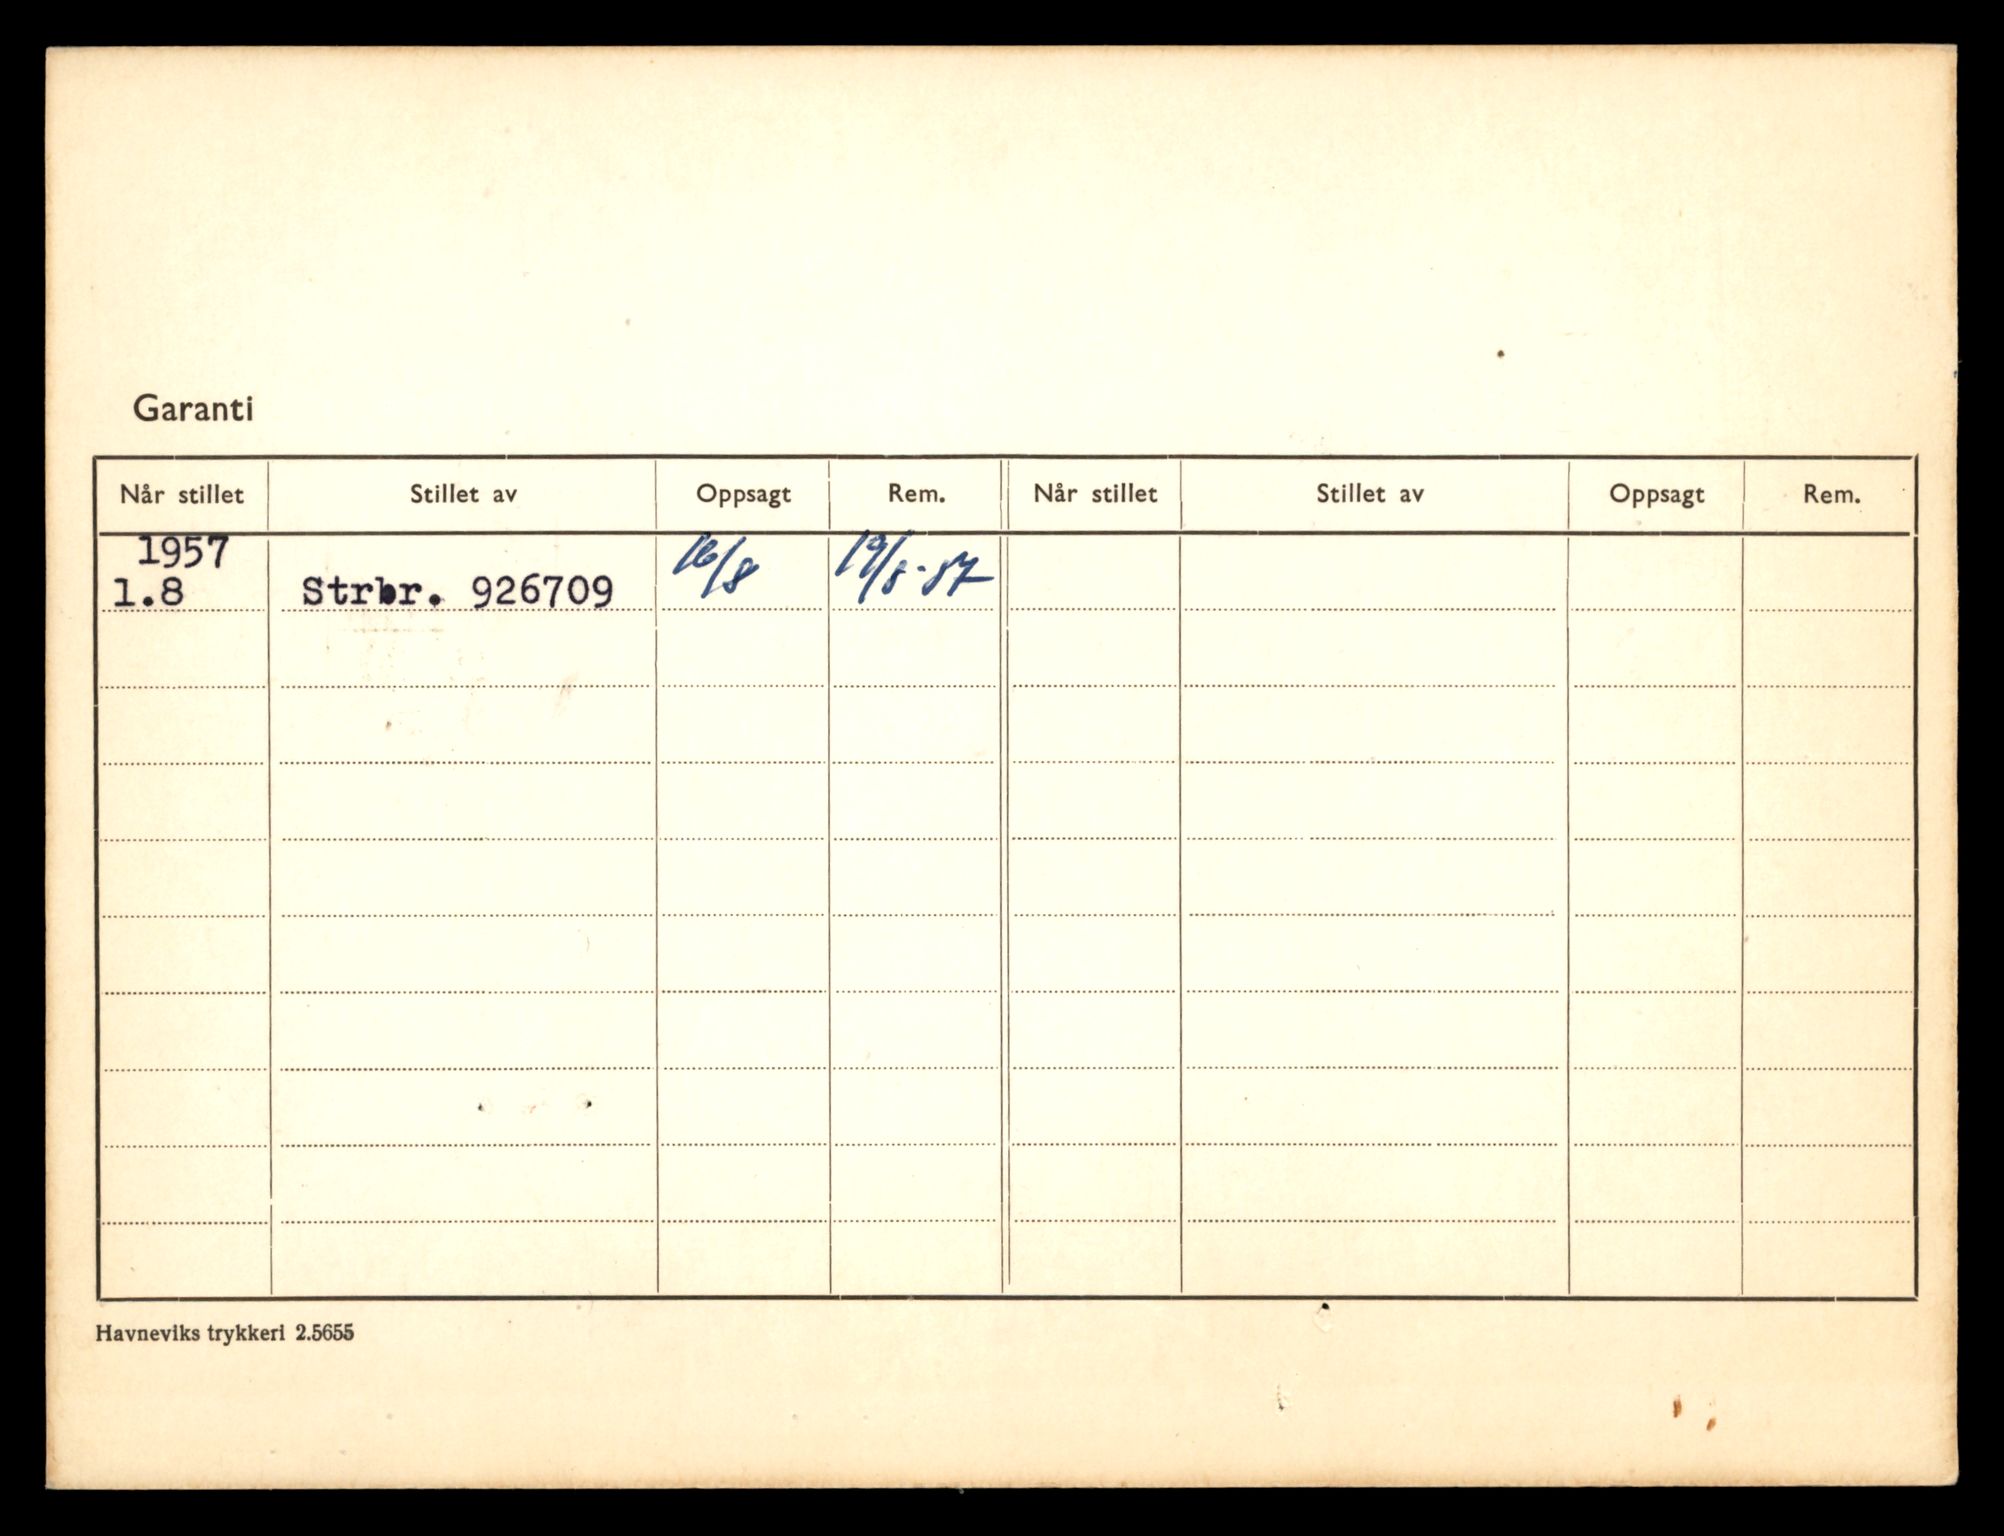 Garanti
Når stillet Stillet av Oppsagt Rem. Når stillet Stillet av Oppsagt Rem.
1957
1.8 Strbr. 926709 16/8 19/8-57
Havneviks trykkeri 2.5655